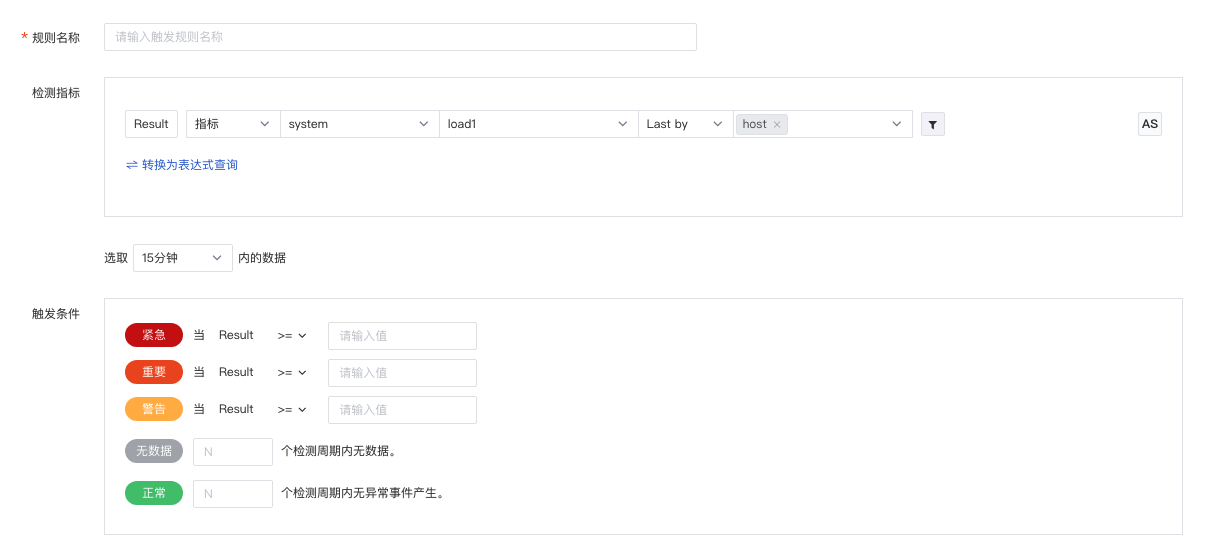 * 规则名称 请输入触发规则名称
检测指标
Result 指标 system load1 Last by host × AS
转换为表达式查询
选取 15分钟 内的数据
触发条件
紧急 当 Result >= 请输入值
重要 当 Result >= 请输入值
警告 当 Result >= 请输入值
无数据 N 个检测周期内无数据。
正常 N 个检测周期内无异常事件产生。